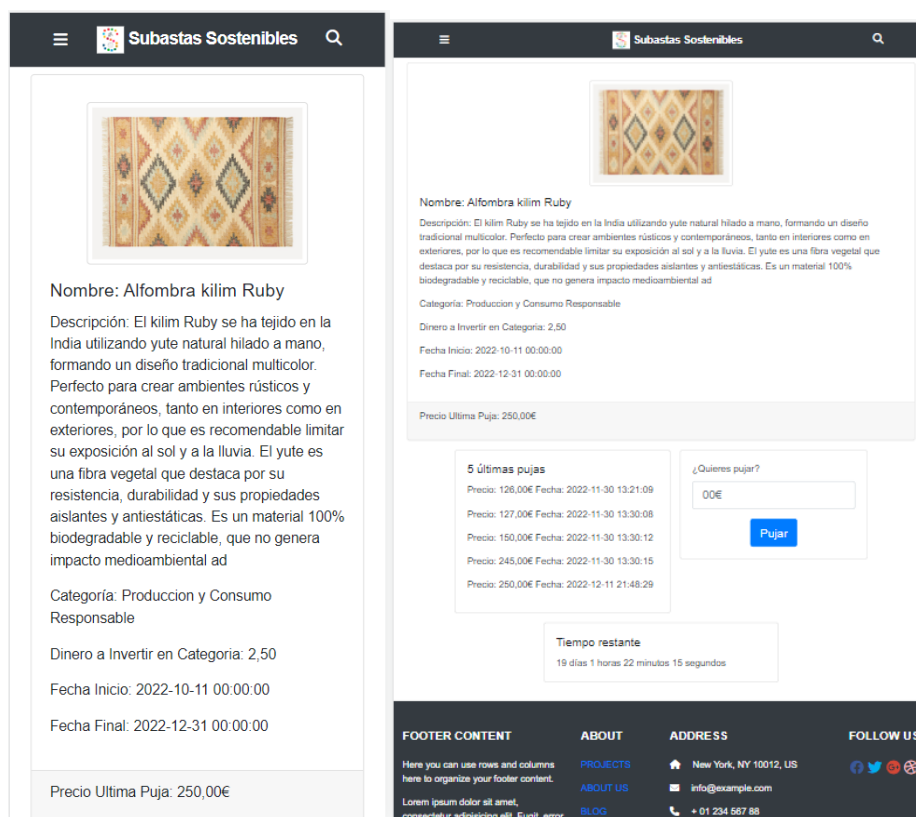 Subastas Sostenibles
Nombre: Alfombra kilim Ruby
Descripción: El kilim Ruby se ha tejido en la
India utilizando yute natural hilado a mano,
formando un diseño tradicional multicolor.
Perfecto para crear ambientes rústicos y
contemporáneos, tanto en interiores como en
exteriores, por lo que es recomendable limitar
su exposición al sol y a la lluvia. El yute es
una fibra vegetal que destaca por su
resistencia, durabilidad y sus propiedades
aislantes y antiestáticas. Es un material 100%
biodegradable y reciclable, que no genera
impacto medioambiental ad
Categoría: Produccion y Consumo
Responsable
Dinero a Invertir en Categoria: 2,50
Fecha Inicio: 2022-10-11 00:00:00
Fecha Final: 2022-12-31 00:00:00
Precio Ultima Puja: 250,00€
Subastas Sostenibles
Nombre: Alfombra kilim Ruby
Descripción: El kilim Ruby se ha tejido en la India utilizando yute natural hilado a mano, formando un diseño
tradicional multicolor. Perfecto para crear ambientes rústicos y contemporáneos, tanto en interiores como en
exteriores, por lo que es recomendable limitar su exposición al sol y a la lluvia. El yute es una fibra vegetal que
destaca por su resistencia, durabilidad y sus propiedades aislantes y antiestáticas. Es un material 100%
biodegradable y reciclable, que no genera impacto medioambiental ad
Categoría: Produccion y Consumo Responsable
Dinero a Invertir en Categoria: 2,50
Fecha Inicio: 2022-10-11 00:00:00
Fecha Final: 2022-12-31 00:00:00
Precio Ultima Puja: 250,00€
5 últimas pujas
Precio: 126,00€ Fecha: 2022-11-30 13:21:09
Precio: 127,00€ Fecha: 2022-11-30 13:30:08
Precio: 150,00€ Fecha: 2022-11-30 13:30:12
Precio: 245,00€ Fecha: 2022-11-30 13:30:15
Precio: 250,00€ Fecha: 2022-12-11 21:48:29
¿Quieres pujar?
00€
Pujar
Tiempo restante
19 días 1 horas 22 minutos 15 segundos
FOOTER CONTENT
Here you can use rows and columns
here to organize your footer content.
Lorem ipsum dolor sit amet,
consectetur adipisicing elit. Fugit, error
ABOUT
PROJECTS
ABOUT US
BLOG
ADDRESS
New York, NY 10012, US
info@example.com
+ 01 234 567 88
FOLLOW US